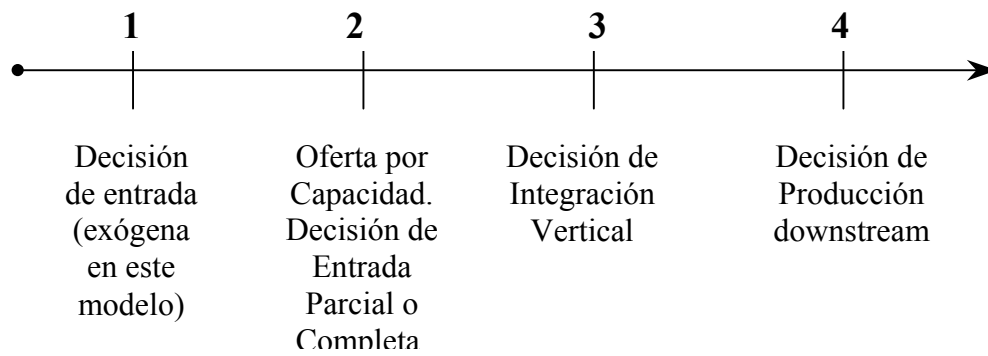 1 2 3 4
Decisión
de entrada
(exógena
en este
modelo)
Oferta por
Capacidad.
Decisión de
Entrada
Parcial o
Completa
Decisión de
Integración
Vertical
Decisión de
Producción
downstream